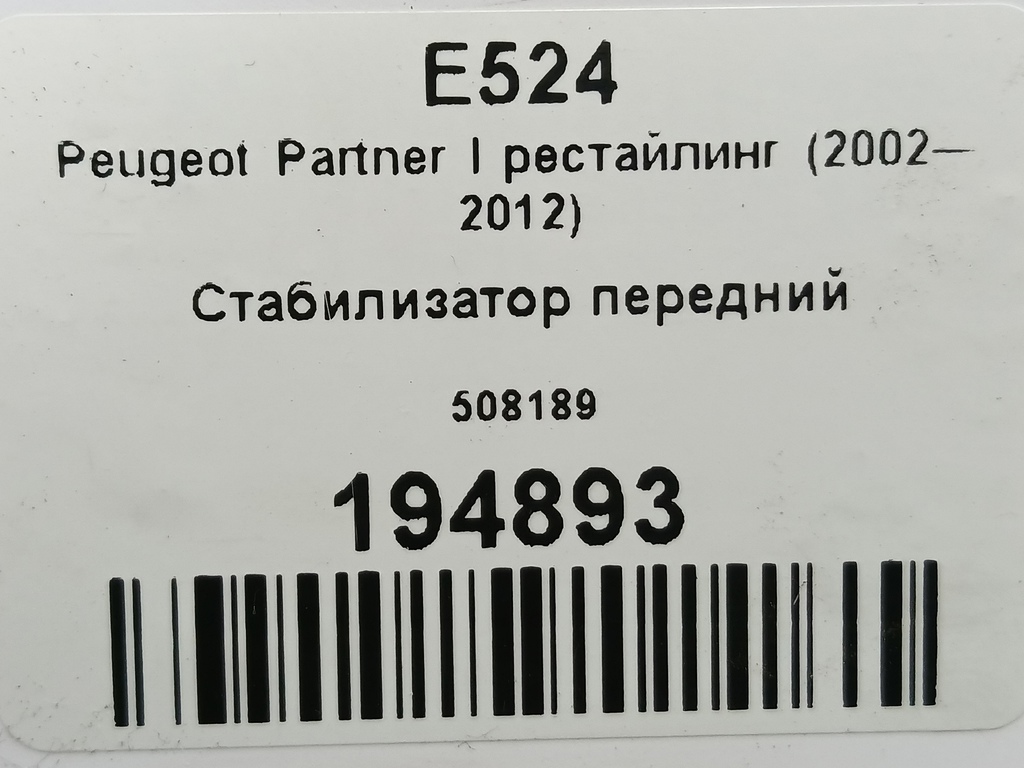 E524
Peugeot Partner I рестайлинг (2002—
2012)
Стабилизатор передний
508189
194893